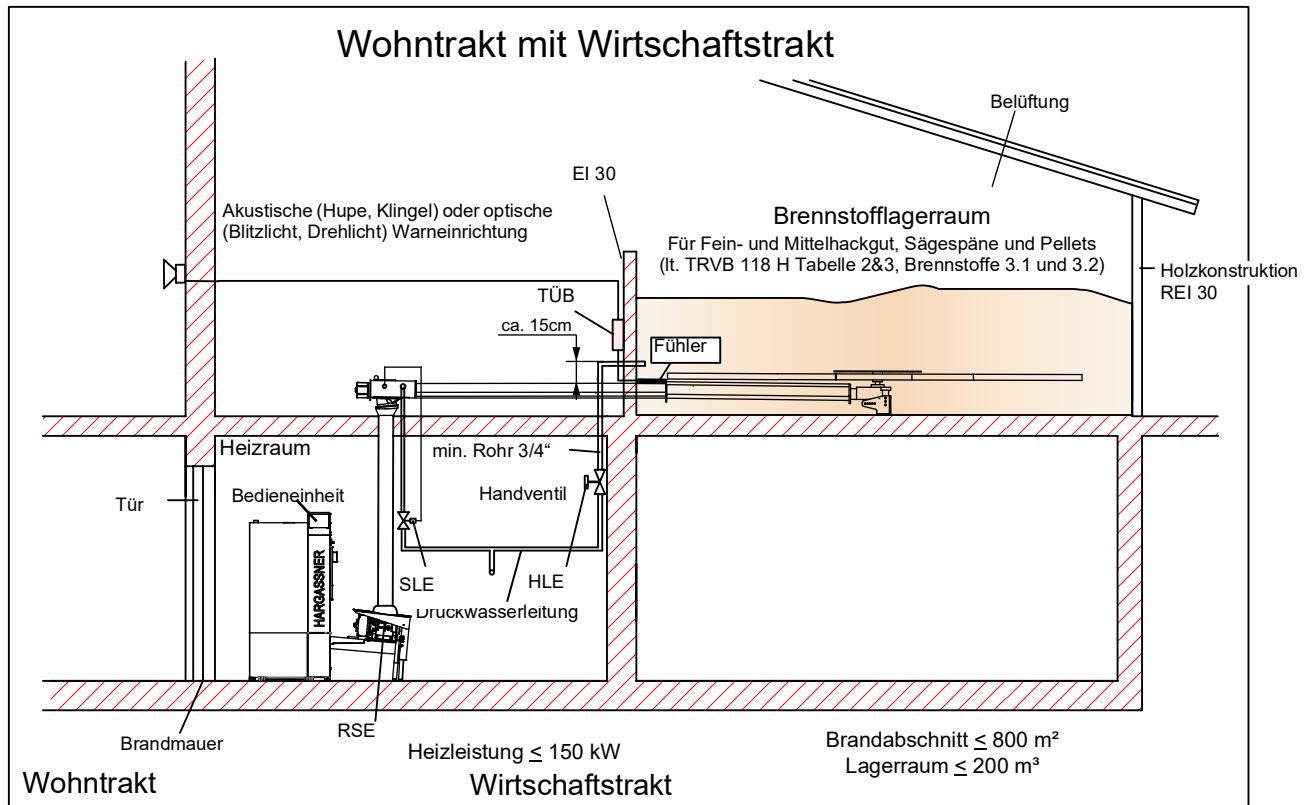 Wohntrakt mit Wirtschaftstrakt
Belüftung
EI 30
Akustische (Hupe, Klingel) oder optische
(Blitzlicht, Drehlicht) Warneinrichtung
Brennstofflagerraum
Für Fein- und Mittelhackgut, Sägespäne und Pellets
(lt. TRVB 118 H Tabelle 2&3, Brennstoffe 3.1 und 3.2)
Holzkonstruktion
REI 30
TÜB
ca. 15cm
Fühler
Heizraum
min. Rohr 3/4“
Tür
Bedieneinheit
Handventil
HARGASSNER
SLE
HLE
Druckwasserleitung
RSE
Brandmauer
Heizleistung < 150 kW
Brandabschnitt < 800 m²
Lagerraum < 200 m³
Wohntrakt
Wirtschaftstrakt